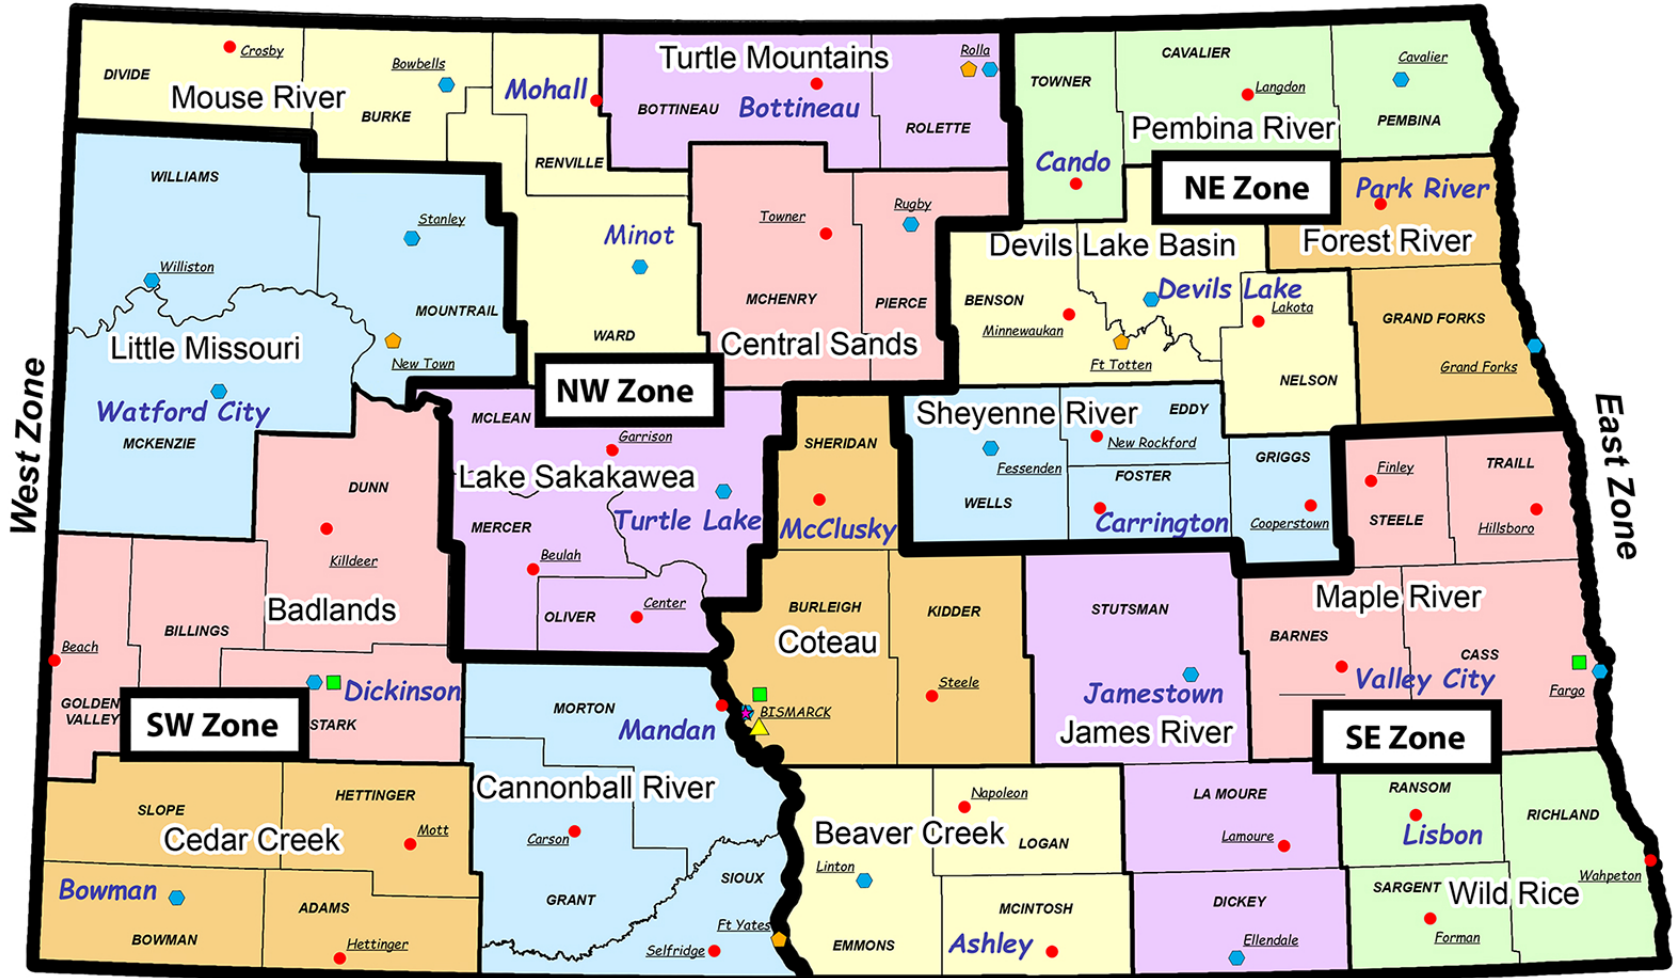 Crosby
DIVIDE
Mouse River
Bowbells
BURKE
Mohall
RENVILLE
Turtle Mountains
BOTTINEAU
Bottineau
Rolla
ROLETTE
TOWNER
Cando
CAVALIER
Langdon
Pembina River
Cavalier
PEMBINA
WILLIAMS
Stanley
Williston
MOUNTRAIL
Little Missouri
New Town
Watford City
MCKENZIE
Minot
WARD
Towner
Rugby
MCHENRY
PIERCE
Central Sands
NW Zone
NE Zone
Park River
Forest River
Devils Lake Basin
BENSON
Devils Lake
Minnewaukan
Lakota
Ft Totten
NELSON
GRAND FORKS
Grand Forks
West Zone
East Zone
MCLEAN
Garrison
Lake Sakakawea
Turtle Lake
MERCER
Beulah
OLIVER
Center
SHERIDAN
McClusky
Sheyenne River
EDDY
New Rockford
Fessenden
FOSTER
WELLS
Carrington
GRIGGS
Cooperstown
Finley
TRAILL
STEELE
Hillsboro
DUNN
Killdeer
Badlands
BILLINGS
Beach
GOLDEN
VALLEY
Dickinson
STARK
SW Zone
MORTON
Mandan
BURLEIGH
KIDDER
Coteau
Steele
BISMARCK
STUTSMAN
Jamestown
James River
Maple River
BARNES
CASS
Valley City
Fargo
SE Zone
Cannonball River
Carson
GRANT
SIOUX
Ft Yates
Selfridge
SLOPE
HETTINGER
Cedar Creek
Mott
Bowman
BOWMAN
ADAMS
Hettinger
Napoleon
Beaver Creek
LOGAN
Linton
MCINTOSH
EMMONS
Ashley
LA MOURE
Lamoure
DICKEY
Ellendale
RANSOM
Lisbon
RICHLAND
SARGENT
Wild Rice
Wahpeton
Forman